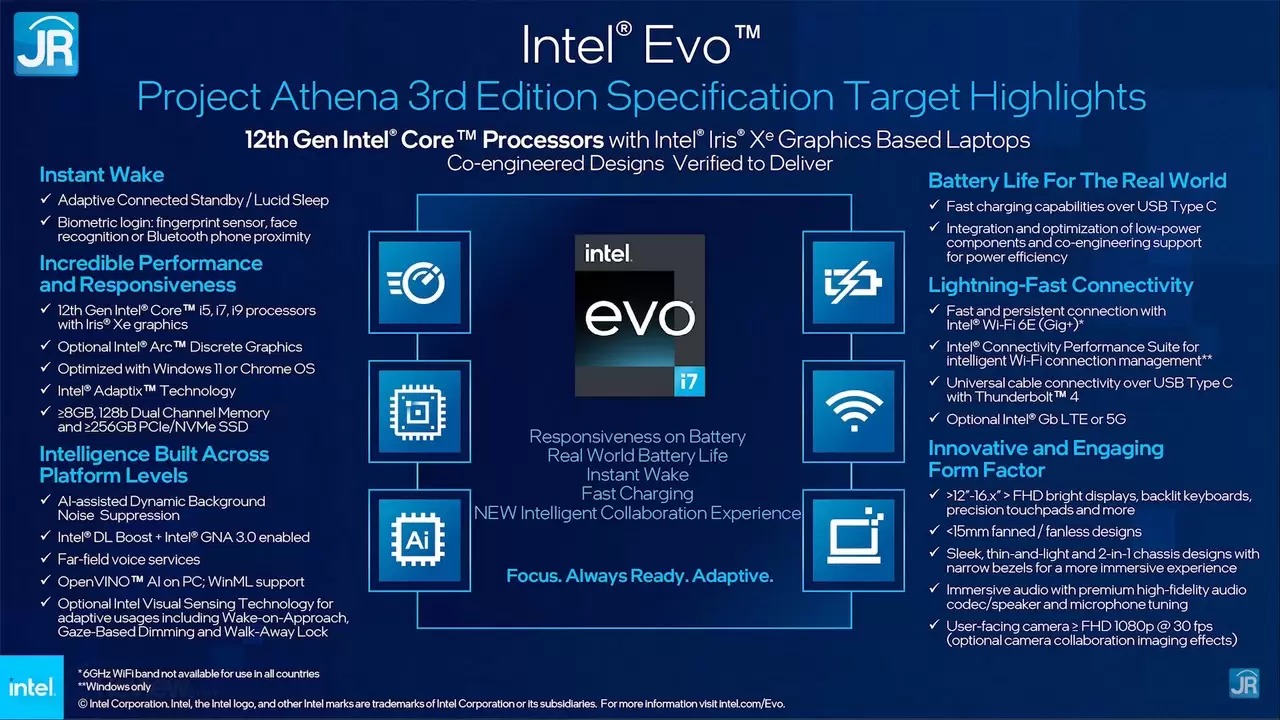 JR
Intel® Evo™
Project Athena 3rd Edition Specification Target Highlights
12th Gen Intel® Core™ Processors with Intel® Iris® Xᵉ Graphics Based Laptops
Co-engineered Designs Verified to Deliver
Instant Wake
✓ Adaptive Connected Standby / Lucid Sleep
✓ Biometric login: fingerprint sensor, face
recognition or Bluetooth phone proximity
Incredible Performance
and Responsiveness
✓ 12th Gen Intel® Core™ i5, i7, i9 processors
with Iris® Xe graphics
✓ Optional Intel® Arc™ Discrete Graphics
✓ Optimized with Windows 11 or Chrome OS
✓ Intel® Adaptix™ Technology
✓ ≥8GB, 128b Dual Channel Memory
and ≥256GB PCIe/NVMe SSD
Intelligence Built Across
Platform Levels
✓ AI-assisted Dynamic Background
Noise Suppression
✓ Intel® DL Boost + Intel® GNA 3.0 enabled
✓ Far-field voice services
✓ OpenVINO™ AI on PC; WinML support
✓ Optional Intel Visual Sensing Technology for
adaptive usages including Wake-on-Approach,
Gaze-Based Dimming and Walk-Away Lock
Ai
intel.
evo
i7
Responsiveness on Battery
Real World Battery Life
Instant Wake
Fast Charging
NEW Intelligent Collaboration Experience
Focus. Always Ready. Adaptive.
Battery Life For The Real World
✓ Fast charging capabilities over USB Type C
✓ Integration and optimization of low-power
components and co-engineering support
for power efficiency
Lightning-Fast Connectivity
✓ Fast and persistent connection with
Intel® Wi-Fi 6E (Gig+)*
✓ Intel® Connectivity Performance Suite for
intelligent Wi-Fi connection management**
✓ Universal cable connectivity over USB Type C
with Thunderbolt™ 4
✓ Optional Intel® Gb LTE or 5G
Innovative and Engaging
Form Factor
✓ >12”-16.x” > FHD bright displays, backlit keyboards,
precision touchpads and more
✓ <15mm fanned / fanless designs
✓ Sleek, thin-and-light and 2-in-1 chassis designs with
narrow bezels for a more immersive experience
✓ Immersive audio with premium high-fidelity audio
codec/speaker and microphone tuning
✓ User-facing camera ≥ FHD 1080p @ 30 fps
(optional camera collaboration imaging effects)
intel.
*6GHz WiFi band not available for use in all countries
**Windows only
© Intel Corporation. Intel, the Intel logo, and other Intel marks are trademarks of Intel Corporation or its subsidiaries. For more information visit intel.com/Evo.
JR